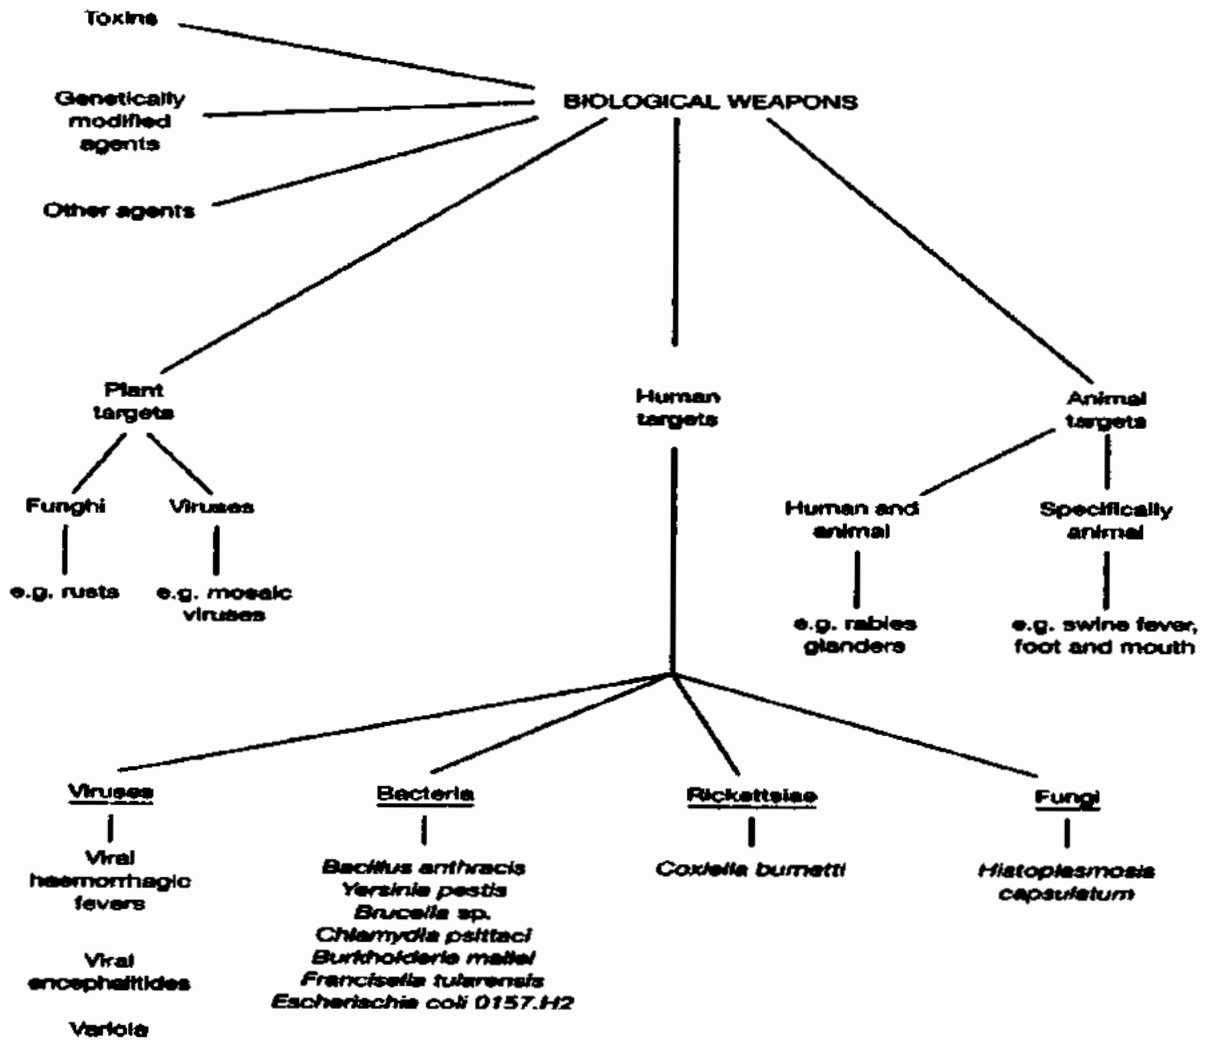 Toxins
Genetically
modified
agents
Other agents
BIOLOGICAL WEAPONS
Plant
targets
Funghi
e.g. rusts
Viruses
e.g. mosaic
viruses
Human
targets
Animal
targets
Human and
animal
e.g. rabies
glanders
Specifically
animal
e.g. swine fever,
foot and mouth
Viruses
Viral
haemorrhagic
fevers
Viral
encephalitides
Variola
Bacteria
Bacillus anthracis
Yersinia pestis
Brucella sp.
Chlamydia psittaci
Burkholderia mallei
Francisella tularensis
Escherischia coli 0157.H2
Rickettsiae
Coxiella burnetti
Fungi
Histoplasmosis
capsulatum